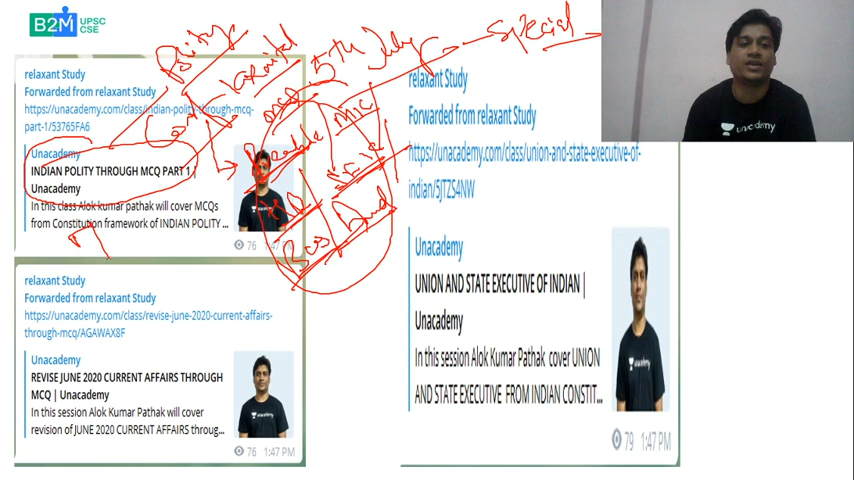 B2M UPSC
CSE
relaxant Study
Forwarded from relaxant Study
https://unacademy.com/class/indian-polity-through-mcq-
part-1/53765FA6
Unacademy
INDIAN POLITY THROUGH MCQ PART 1 |
Unacademy
In this class Alok kumar pathak will cover MCQs
from Constitution framework of INDIAN POLITY ...
76 1:47 PM
relaxant Study
Forwarded from relaxant Study
https://unacademy.com/class/revise-june-2020-current-affairs-
through-mcq/AGAWAX8F
Unacademy
REVISE JUNE 2020 CURRENT AFFAIRS THROUGH
MCQ | Unacademy
In this session Alok Kumar Pathak will cover
revision of JUNE 2020 CURRENT AFFAIRS throug...
76 1:47 PM
Polity
5th July
Special
relaxant Study
Forwarded from relaxant Study
https://unacademy.com/class/union-and-state-executive-of-
indian/5JTZS4NW
Unacademy
UNION AND STATE EXECUTIVE OF INDIAN |
Unacademy
In this session Alok Kumar Pathak cover UNION
AND STATE EXECUTIVE FROM INDIAN CONSTIT...
79 1:47 PM
unacademy